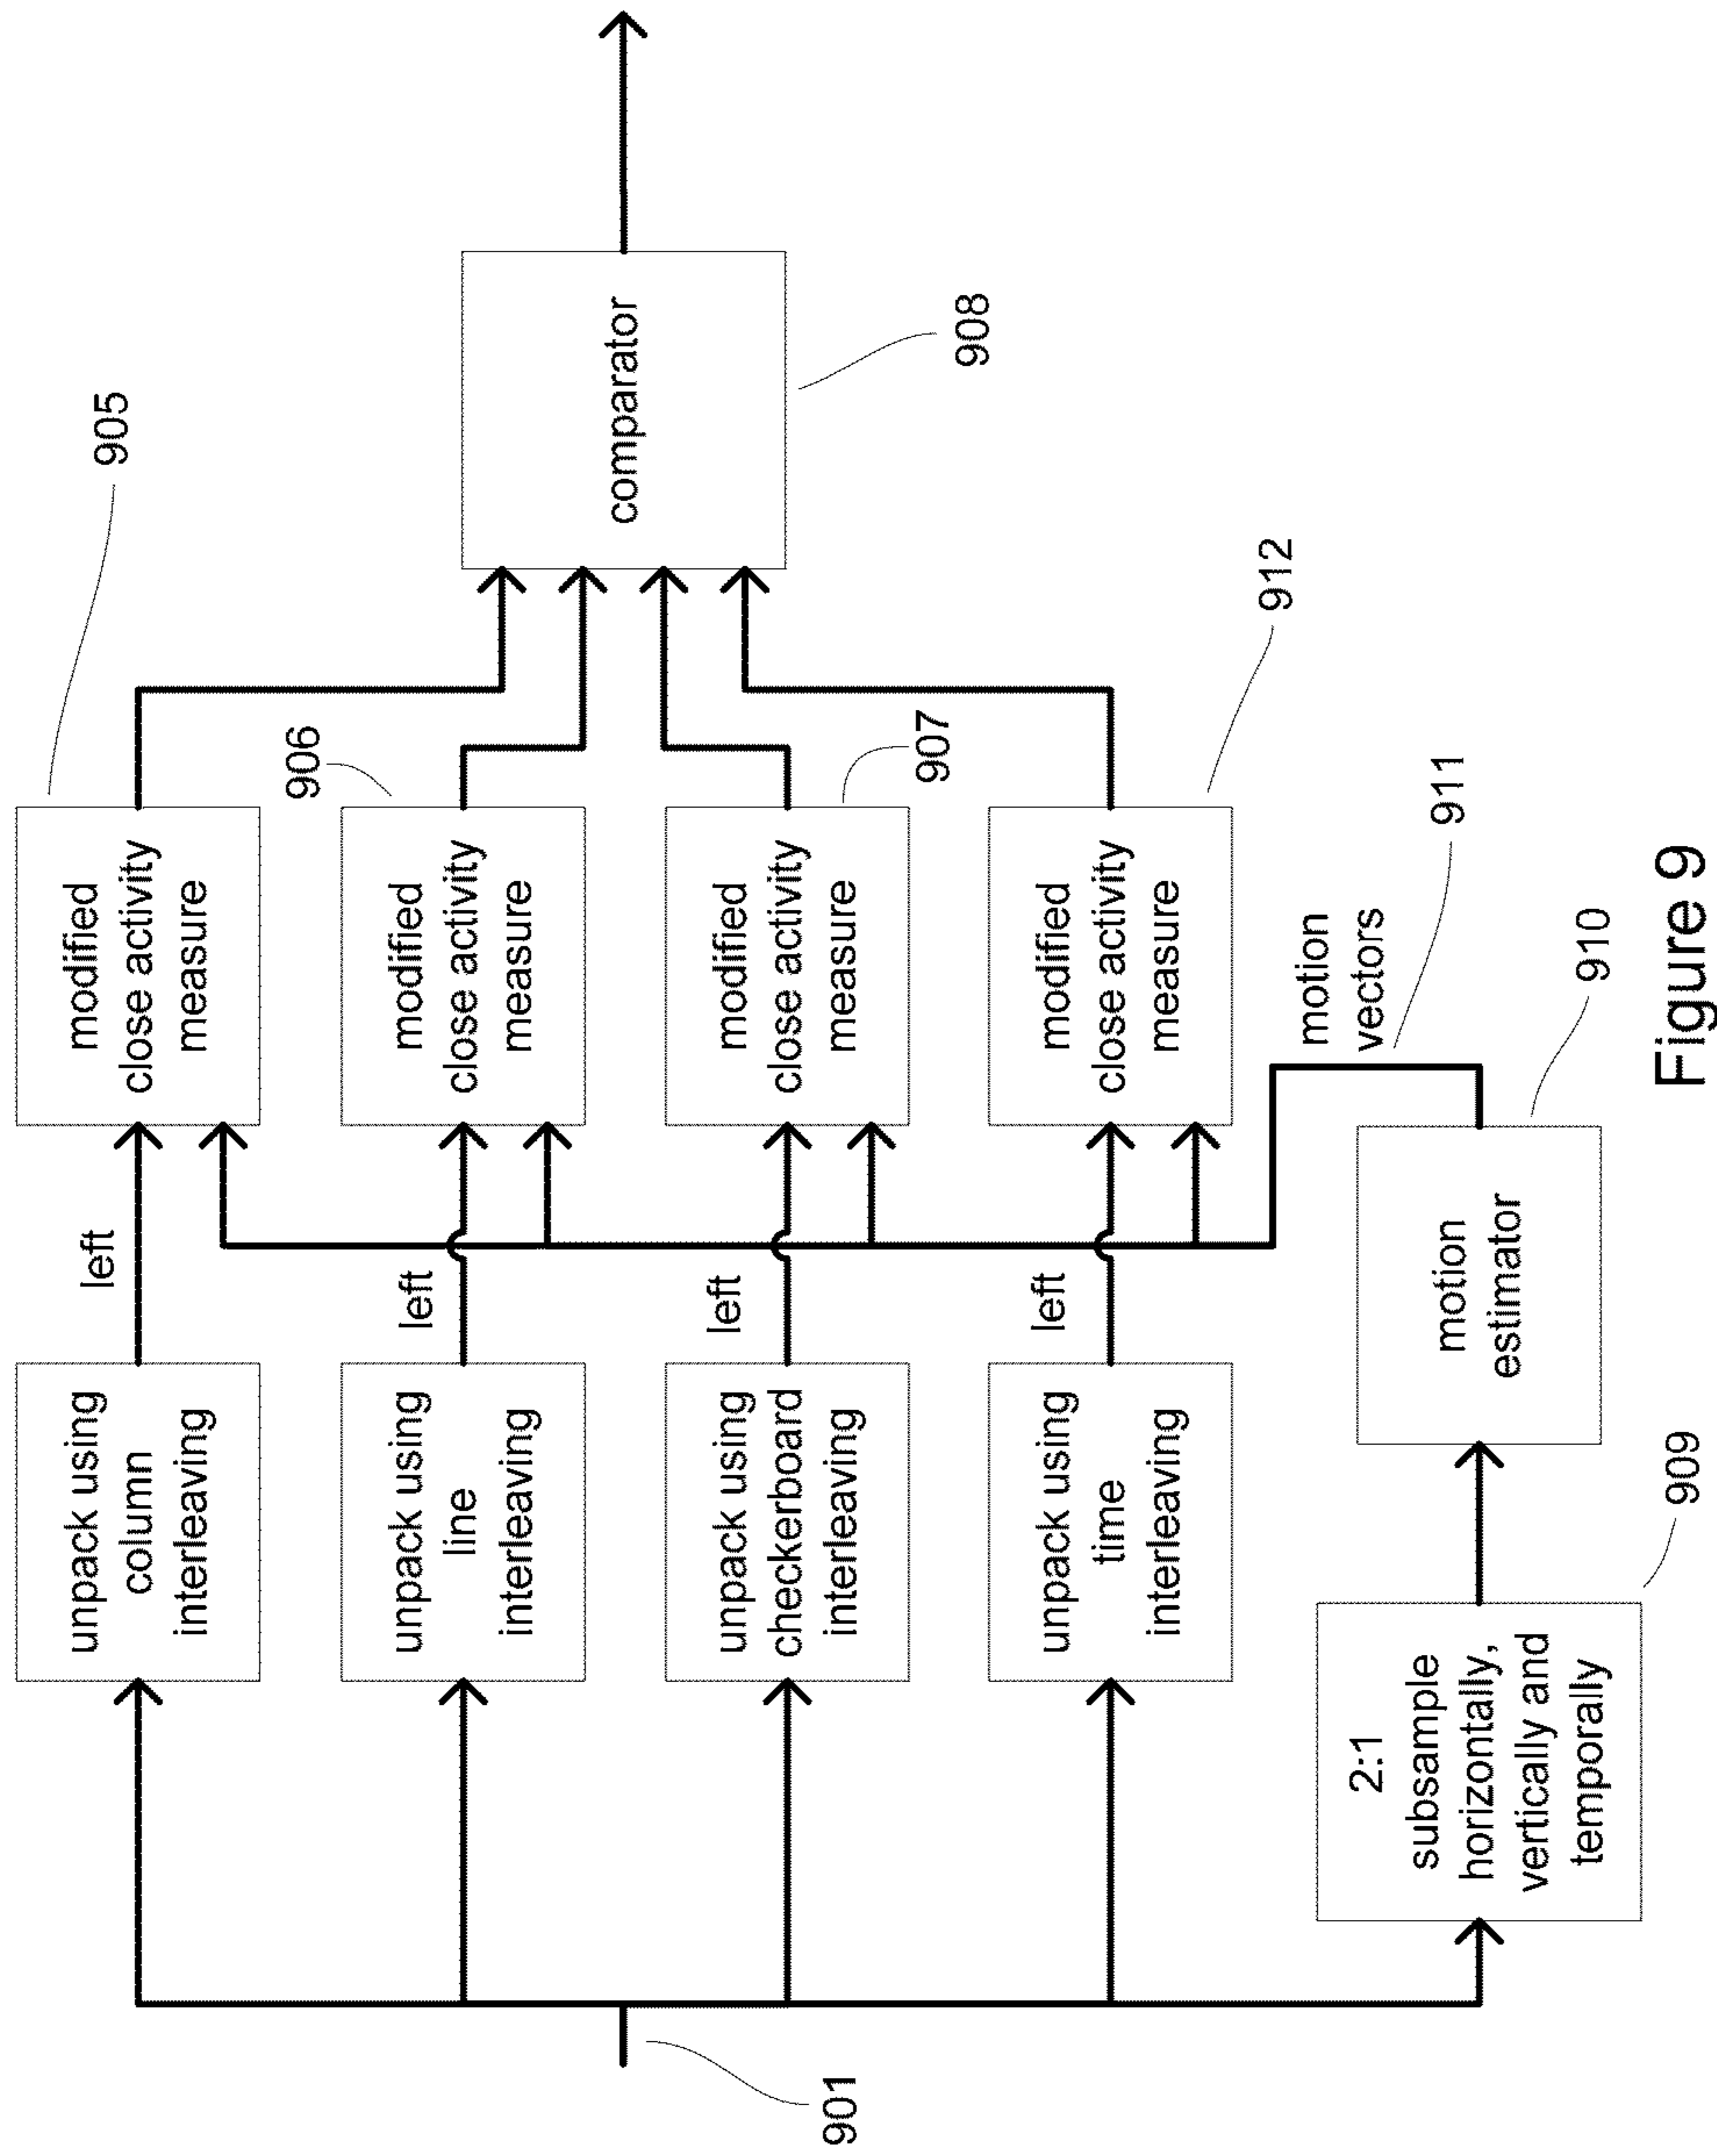 unpack using
column
interleaving
left
modified
close activity
measure
905
unpack using
line
interleaving
left
modified
close activity
measure
906
unpack using
checkerboard
interleaving
left
modified
close activity
measure
907
unpack using
time
interleaving
left
modified
close activity
measure
912
comparator
908
901
2:1
subsample
horizontally,
vertically and
temporally
909
motion
estimator
910
motion
vectors
911
Figure 9